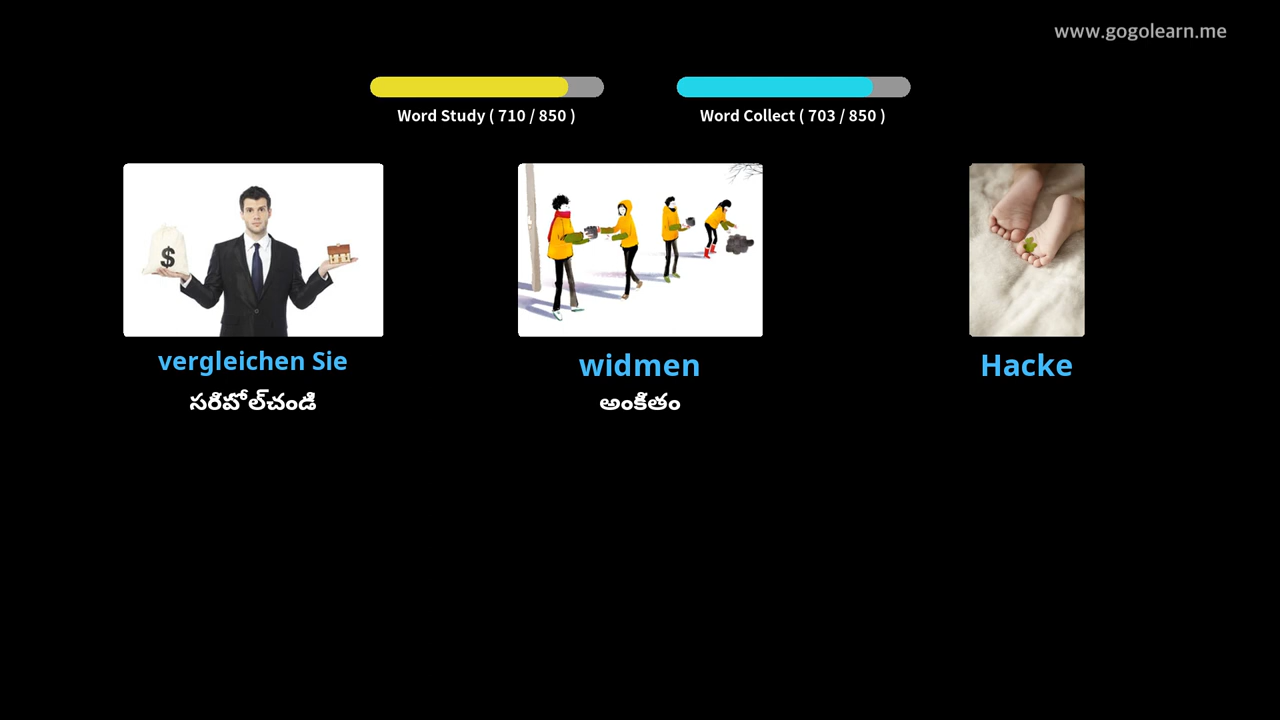 www.gogolearn.me
Word Study ( 710 / 850 )
Word Collect ( 703 / 850 )
$
vergleichen Sie
widmen
Hacke
సరిపోల్చండి
అంకితం